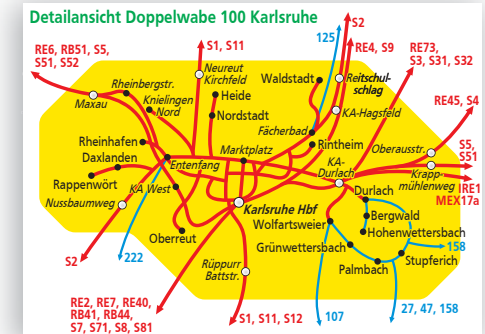 Detailansicht Doppelwabe 100 Karlsruhe
RE6, RB51, S5,
S51, S52
S1, S11
125
S2
RE4, S9
RE73,
S3, S31, S32
RE45, S4
Rheinbergstr.
Maxau
Knielingen
Nord
Neureut
Kirchfeld
Heide
Nordstadt
Waldstadt
Reitschul-
schlag
KA-Hagsfeld
Fächerbad
Rintheim
Rheinhafen
Daxlanden
Rappenwört
Entenfang
Marktplatz
KA-
Durlach
Oberausstr.
S5,
S51
Krapp-
mühlenweg
IRE1
MEX17a
KA West
Nussbaumweg
Karlsruhe Hbf
Durlach
Bergwald
Hohenwettersbach
158
Wolfartsweier
Grünwettersbach
Oberreut
Rüppurr
Battstr.
Palmbach
Stupferich
S2
222
RE2, RE7, RE40,
RB41, RB44,
S7, S71, S8, S81
S1, S11, S12
107
27, 47, 158